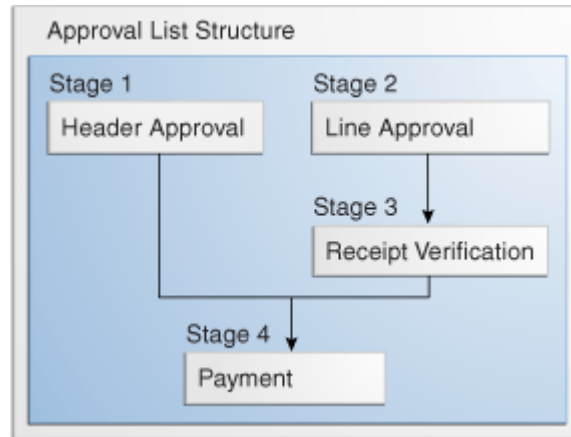 Approval List Structure
Stage 1
Header Approval
Stage 2
Line Approval
Stage 3
Receipt Verification
Stage 4
Payment